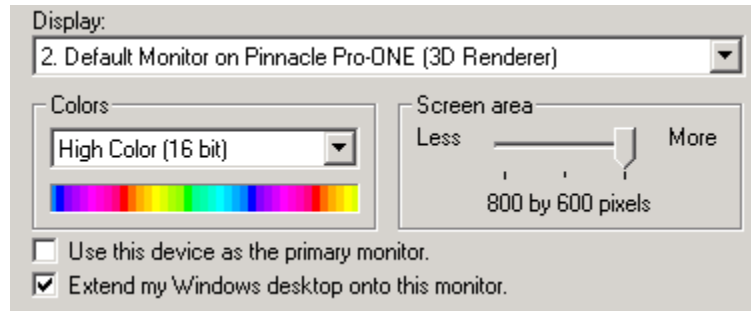 Display:
2. Default Monitor on Pinnacle Pro-ONE (3D Renderer)
Colors
High Color (16 bit)
Screen area
Less More
800 by 600 pixels
Use this device as the primary monitor.
Extend my Windows desktop onto this monitor.